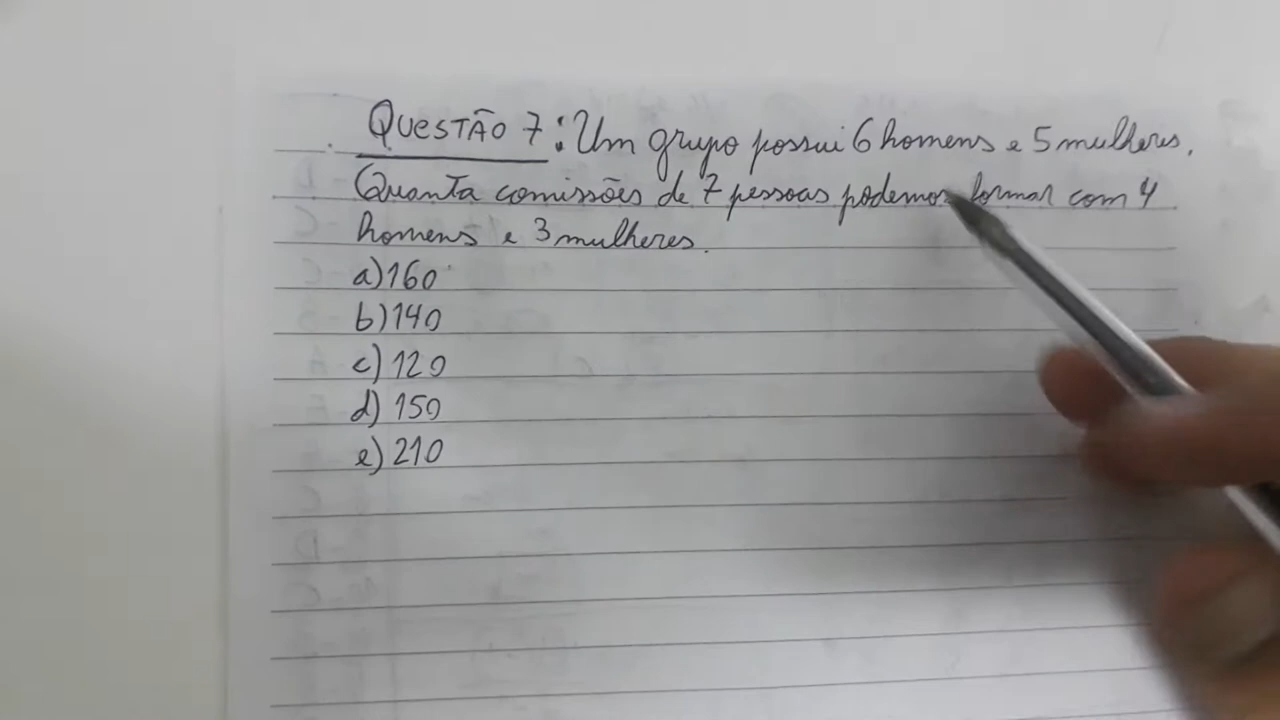 QUESTÃO 7: Um grupo possui 6 homens e 5 mulheres.
Quanta comissões de 7 pessoas podemos formar com 4
homens e 3 mulheres.
a) 160
b) 140
c) 120
d) 150
e) 210